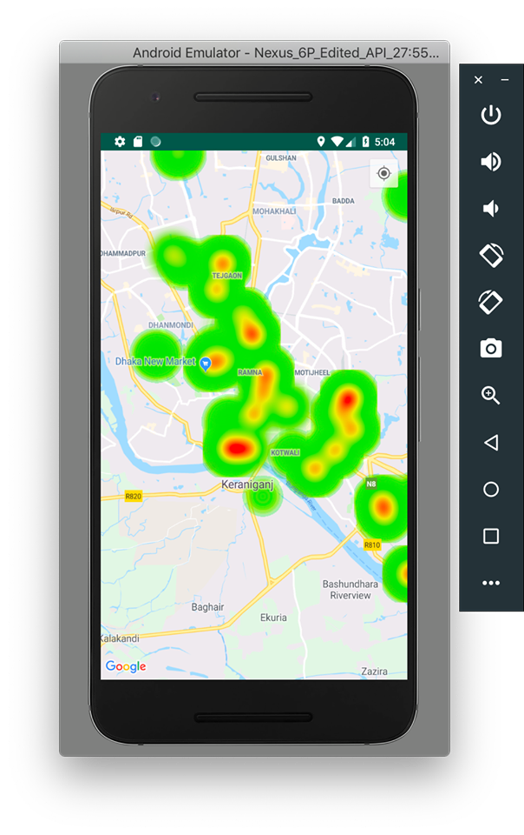 Android Emulator - Nexus_6P_Edited_API_27:55...
5:04
GULSHAN
BADDA
MOHAKHALI
OHAMMADPUR
TEJGAON
DHANMONDI
Dhaka New Market
RAMNA
MOTIJHEEL
KOTWALI
Keraniganj
N8
R820
R810
Bashundhara
Riverview
Baghair
Ekuria
Kalakandi
Google
Zazira